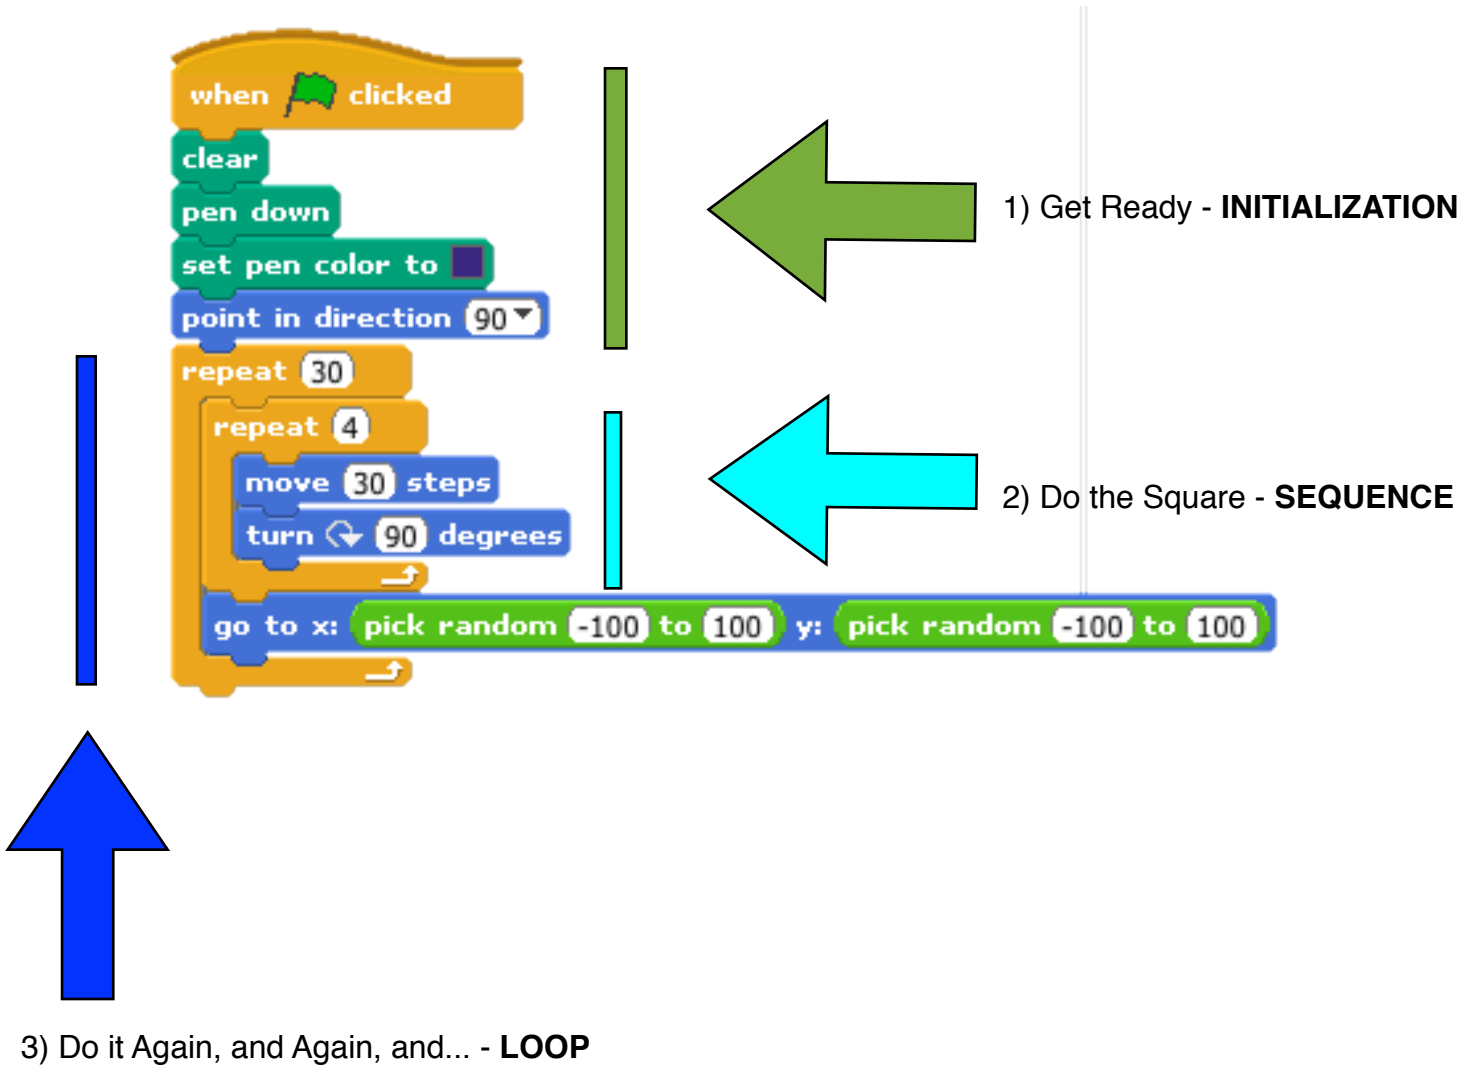 when clicked
clear
pen down
set pen color to
point in direction 90
repeat 30
repeat 4
move 30 steps
turn 90 degrees
go to x: pick random -100 to 100 y: pick random -100 to 100
1) Get Ready - INITIALIZATION
2) Do the Square - SEQUENCE
3) Do it Again, and Again, and... - LOOP